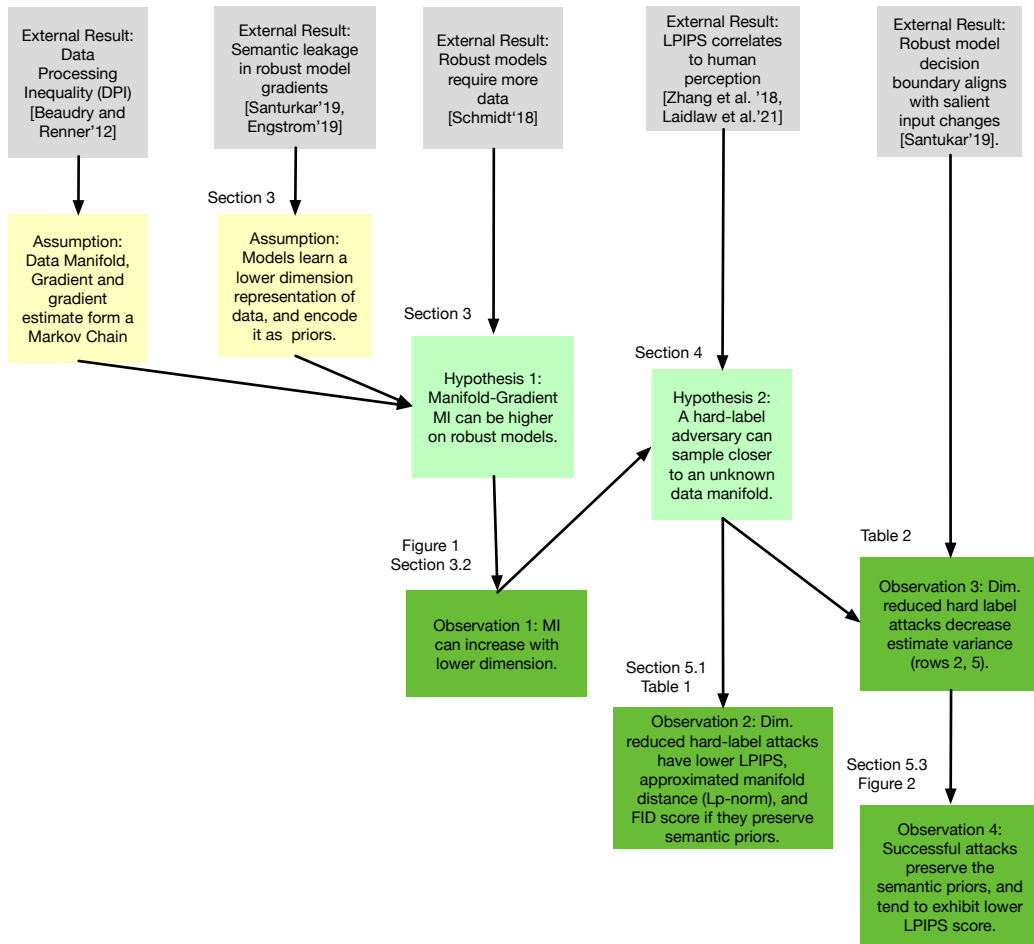 External Result:
Data
Processing
Inequality (DPI)
[Beaudry and
Renner'12]
External Result:
Semantic leakage
in robust model
gradients
[Santurkar'19,
Engstrom'19]
External Result:
Robust models
require more
data
[Schmidt'18]
External Result:
LPIPS correlates
to human
perception
[Zhang et al. '18,
Laidlaw et al.'21]
External Result:
Robust model
decision
boundary aligns
with salient
input changes
[Santukar'19].
Section 3
Assumption:
Data Manifold,
Gradient and
gradient
estimate form a
Markov Chain
Assumption:
Models learn a
lower dimension
representation of
data, and encode
it as priors.
Section 3
Hypothesis 1:
Manifold-Gradient
MI can be higher
on robust models.
Section 4
Hypothesis 2:
A hard-label
adversary can
sample closer
to an unknown
data manifold.
Figure 1
Section 3.2
Observation 1: MI
can increase with
lower dimension.
Table 2
Observation 3: Dim.
reduced hard label
attacks decrease
estimate variance
(rows 2, 5).
Section 5.1
Table 1
Observation 2: Dim.
reduced hard-label attacks
have lower LPIPS,
approximated manifold
distance (Lp-norm), and
FID score if they preserve
semantic priors.
Section 5.3
Figure 2
Observation 4:
Successful attacks
preserve the
semantic priors, and
tend to exhibit lower
LPIPS score.